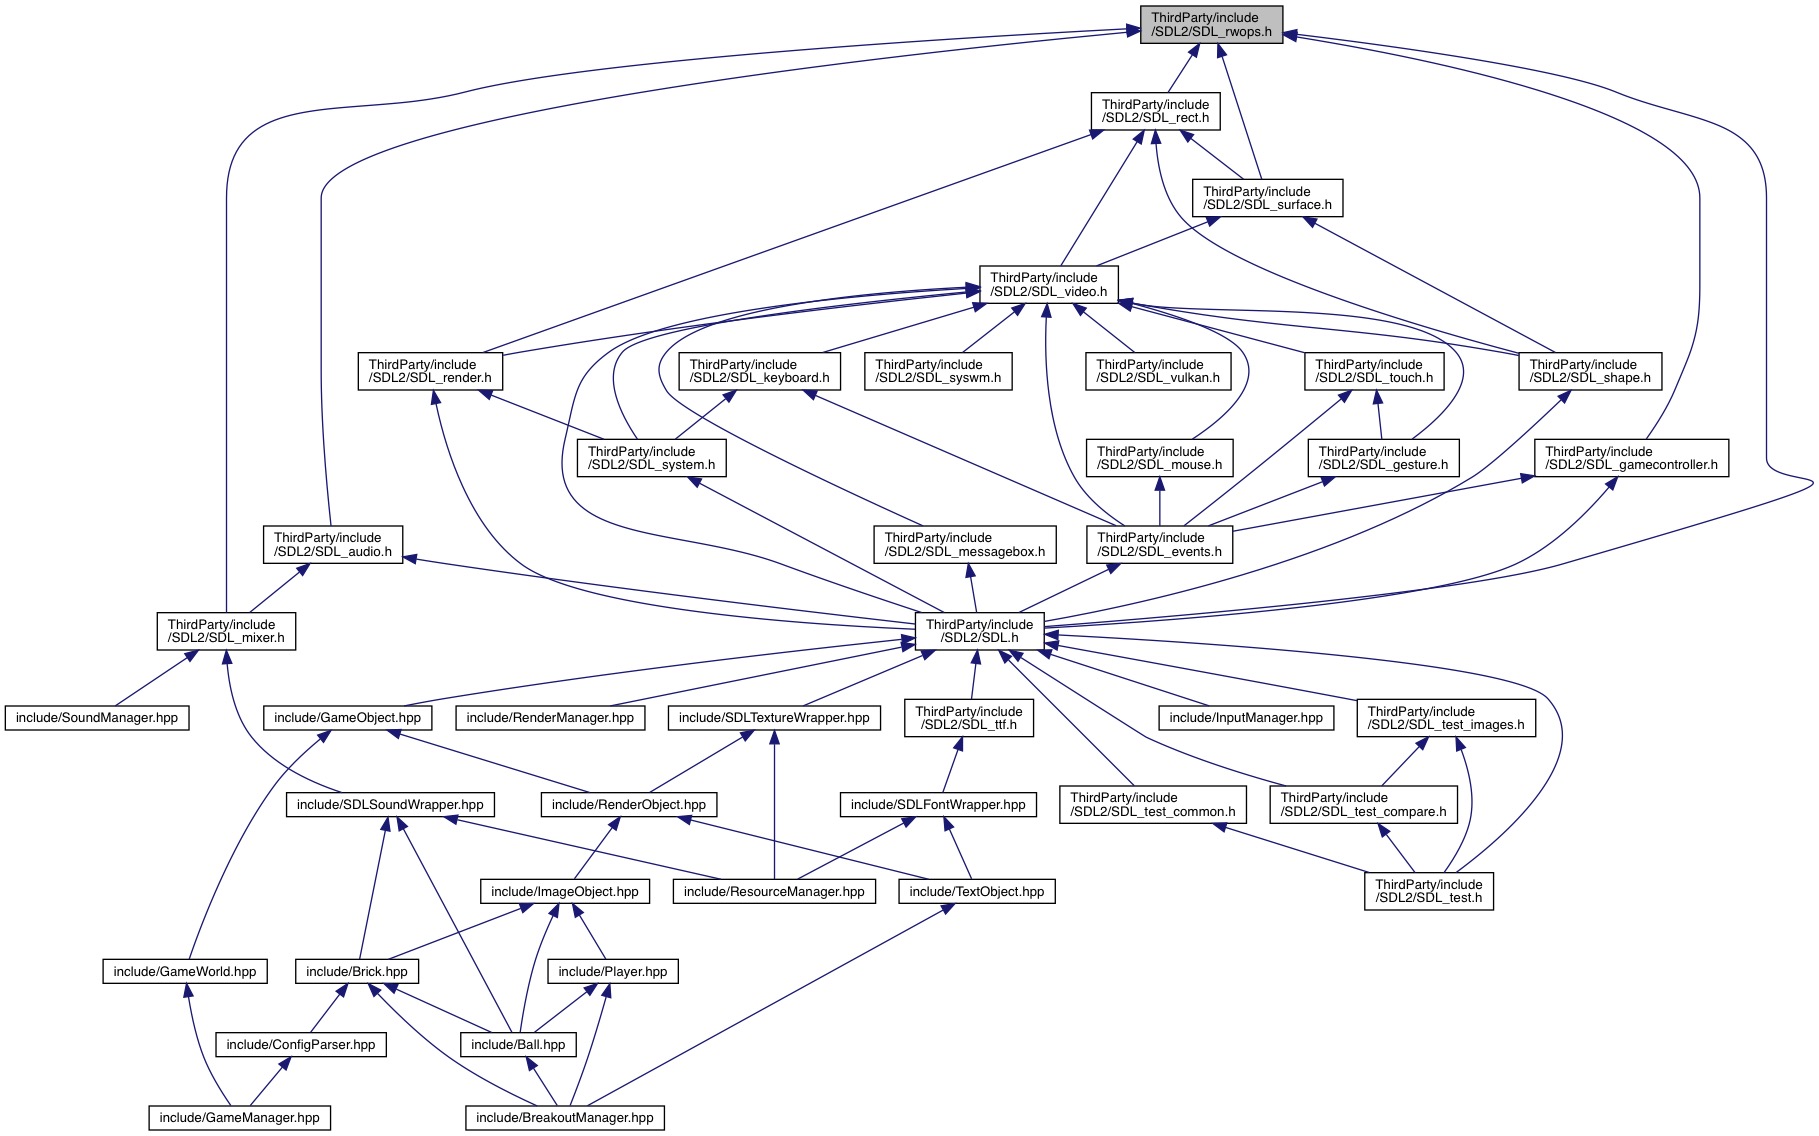 ThirdParty/include
/SDL2/SDL_rwops.h
ThirdParty/include
/SDL2/SDL_rect.h
ThirdParty/include
/SDL2/SDL_surface.h
ThirdParty/include
/SDL2/SDL_video.h
ThirdParty/include
/SDL2/SDL_render.h
ThirdParty/include
/SDL2/SDL_keyboard.h
ThirdParty/include
/SDL2/SDL_syswm.h
ThirdParty/include
/SDL2/SDL_vulkan.h
ThirdParty/include
/SDL2/SDL_touch.h
ThirdParty/include
/SDL2/SDL_shape.h
ThirdParty/include
/SDL2/SDL_system.h
ThirdParty/include
/SDL2/SDL_mouse.h
ThirdParty/include
/SDL2/SDL_gesture.h
ThirdParty/include
/SDL2/SDL_gamecontroller.h
ThirdParty/include
/SDL2/SDL_audio.h
ThirdParty/include
/SDL2/SDL_messagebox.h
ThirdParty/include
/SDL2/SDL_events.h
ThirdParty/include
/SDL2/SDL_mixer.h
ThirdParty/include
/SDL2/SDL.h
include/SoundManager.hpp
include/GameObject.hpp
include/RenderManager.hpp
include/SDLTextureWrapper.hpp
ThirdParty/include
/SDL2/SDL_ttf.h
include/InputManager.hpp
ThirdParty/include
/SDL2/SDL_test_images.h
include/SDLSoundWrapper.hpp
include/RenderObject.hpp
include/SDLFontWrapper.hpp
ThirdParty/include
/SDL2/SDL_test_common.h
ThirdParty/include
/SDL2/SDL_test_compare.h
include/ImageObject.hpp
include/ResourceManager.hpp
include/TextObject.hpp
ThirdParty/include
/SDL2/SDL_test.h
include/GameWorld.hpp
include/Brick.hpp
include/Player.hpp
include/ConfigParser.hpp
include/Ball.hpp
include/GameManager.hpp
include/BreakoutManager.hpp